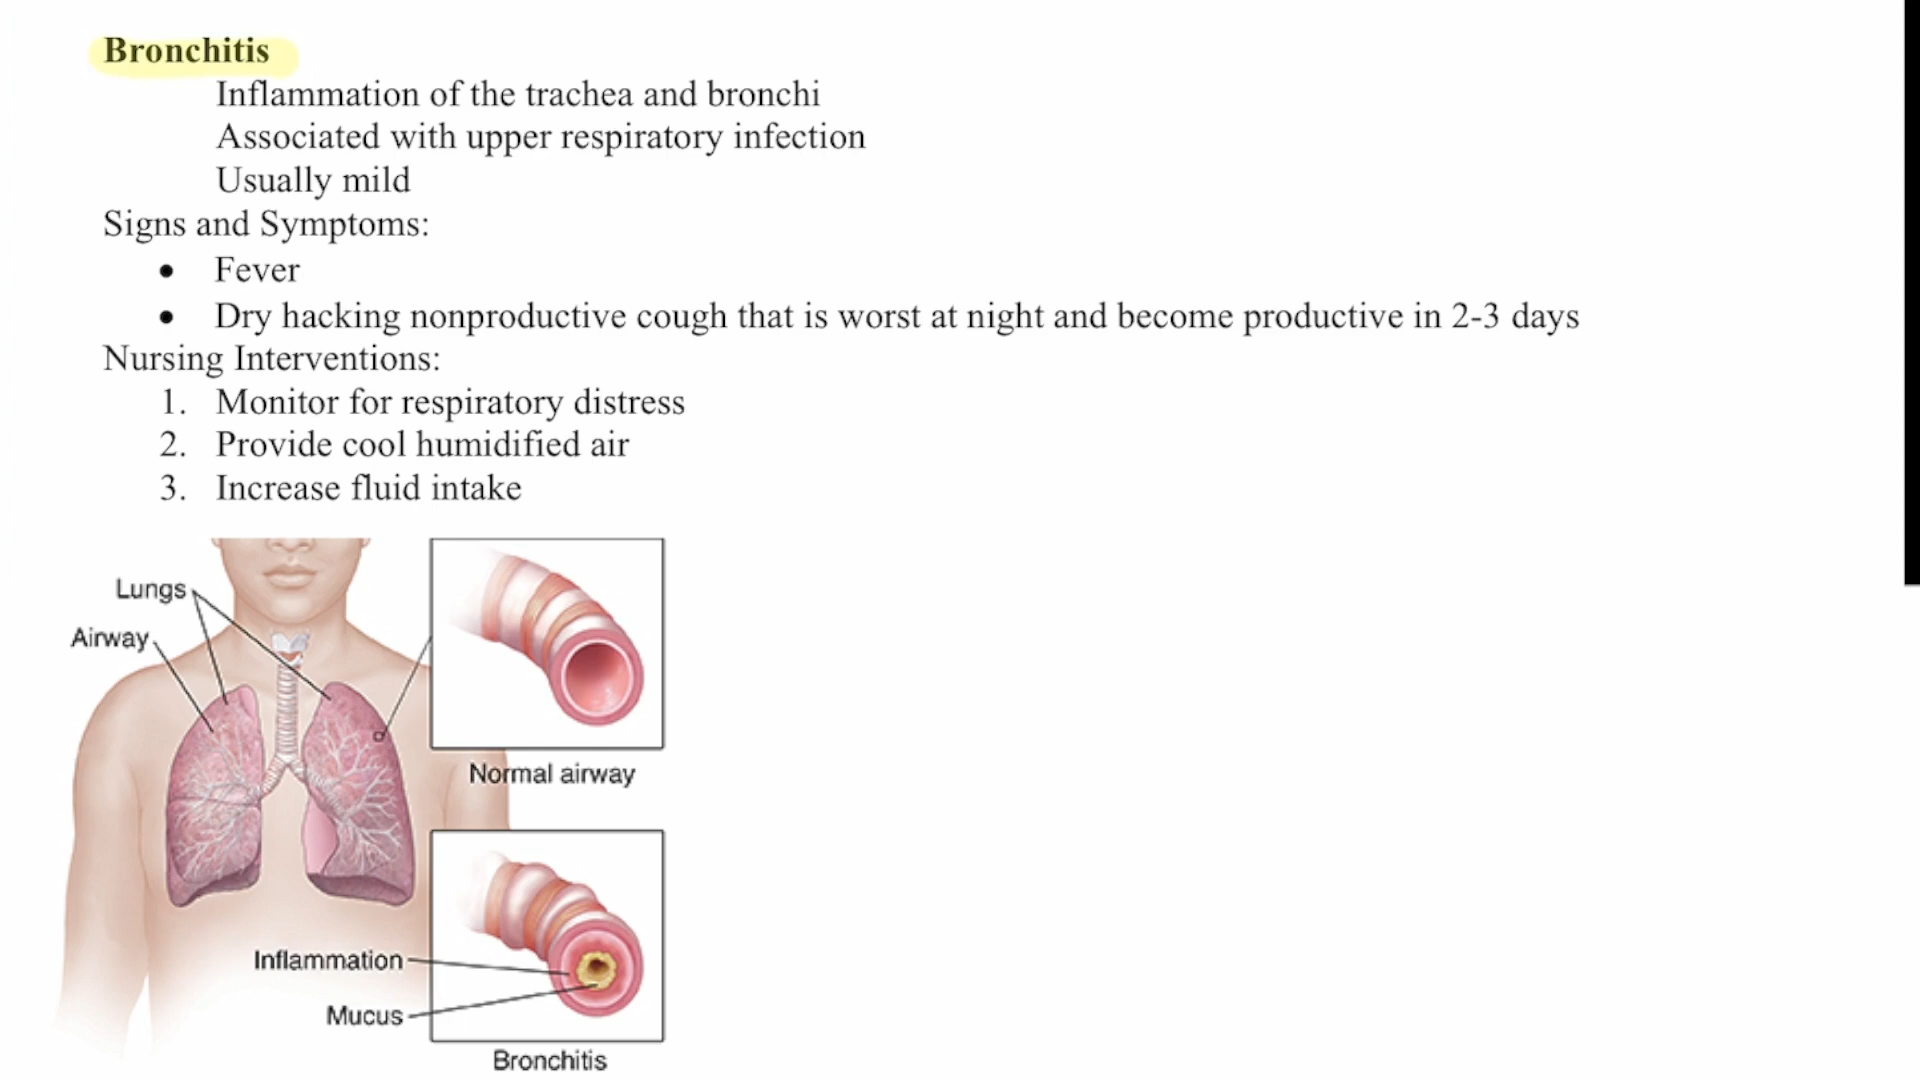 Bronchitis
Inflammation of the trachea and bronchi
Associated with upper respiratory infection
Usually mild
Signs and Symptoms:
• Fever
• Dry hacking nonproductive cough that is worst at night and become productive in 2-3 days
Nursing Interventions:
1. Monitor for respiratory distress
2. Provide cool humidified air
3. Increase fluid intake
Lungs
Airway
Normal airway
Inflammation
Mucus
Bronchitis